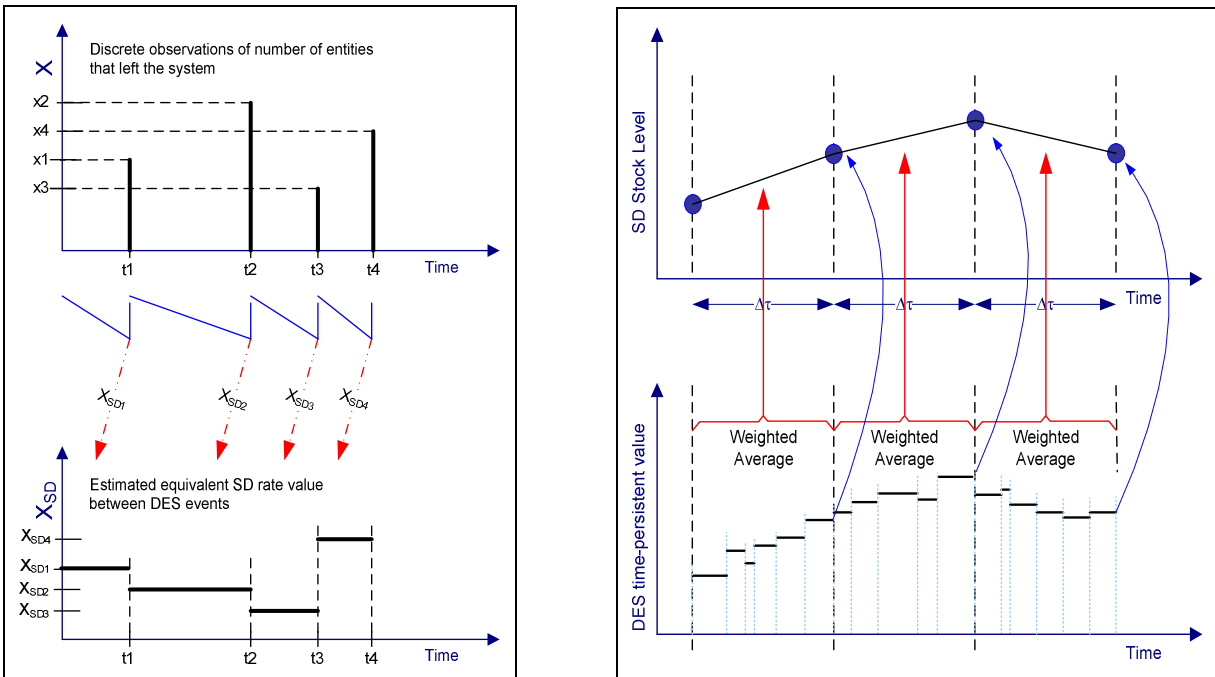 Discrete observations of number of entities
that left the system
X
x2
x4
x1
x3
t1 t2 t3 t4 Time
XSD1 XSD2 XSD3 XSD4
Estimated equivalent SD rate value
between DES events
XSD
XSD4
XSD1
XSD2
XSD3
t1 t2 t3 t4 Time
SD Stock Level
Δτ Δτ Δτ Time
DES time-persistent value
Weighted
Average
Weighted
Average
Weighted
Average
Time